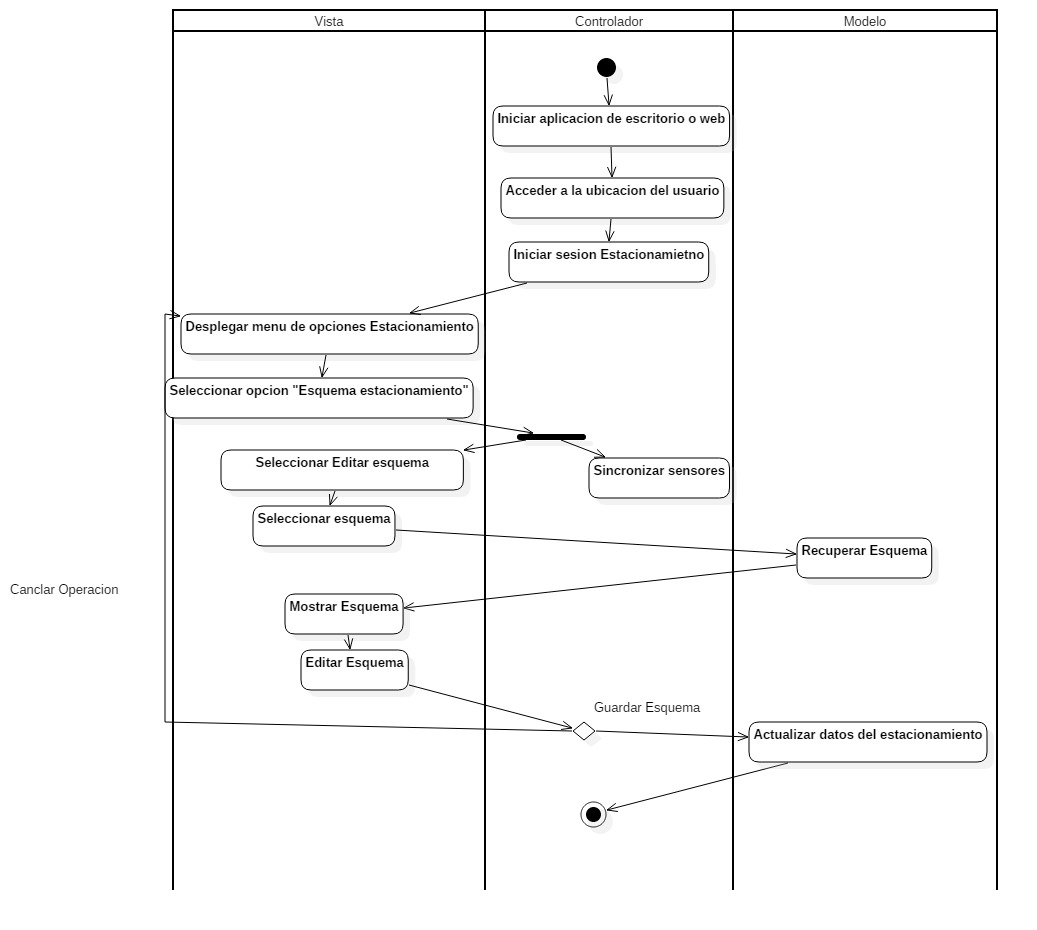 Vista
Controlador
Modelo
Iniciar aplicacion de escritorio o web
Acceder a la ubicacion del usuario
Iniciar sesion Estacionamietno
Desplegar menu de opciones Estacionamiento
Seleccionar opcion "Esquema estacionamiento"
Seleccionar Editar esquema
Sincronizar sensores
Seleccionar esquema
Recuperar Esquema
Canclar Operacion
Mostrar Esquema
Editar Esquema
Guardar Esquema
Actualizar datos del estacionamiento